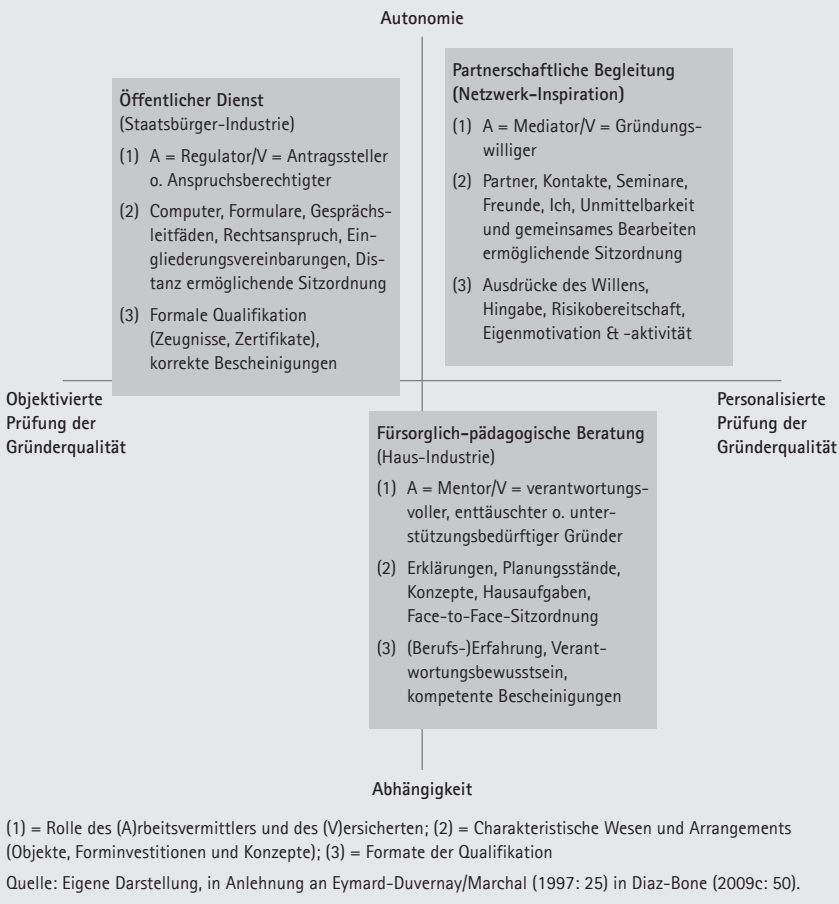 Autonomie
Öffentlicher Dienst
(Staatsbürger-Industrie)
(1) A = Regulator/V = Antragssteller
o. Anspruchsberechtigter
(2) Computer, Formulare, Gesprächs-
leitfäden, Rechtsanspruch, Ein-
gliederungsvereinbarungen, Dis-
tanz ermöglichende Sitzordnung
(3) Formale Qualifikation
(Zeugnisse, Zertifikate),
korrekte Bescheinigungen
Partnerschaftliche Begleitung
(Netzwerk-Inspiration)
(1) A = Mediator/V = Gründungs-
williger
(2) Partner, Kontakte, Seminare,
Freunde, Ich, Unmittelbarkeit
und gemeinsames Bearbeiten
ermöglichende Sitzordnung
(3) Ausdrücke des Willens,
Hingabe, Risikobereitschaft,
Eigenmotivation & -aktivität
Objektivierte
Prüfung der
Gründerqualität
Personalisierte
Prüfung der
Gründerqualität
Fürsorglich-pädagogische Beratung
(Haus-Industrie)
(1) A = Mentor/V = verantwortungs-
voller, enttäuschter o. unter-
stützungsbedürftiger Gründer
(2) Erklärungen, Planungsstände,
Konzepte, Hausaufgaben,
Face-to-Face-Sitzordnung
(3) (Berufs-)Erfahrung, Verant-
wortungsbewusstsein,
kompetente Bescheinigungen
Abhängigkeit
(1) = Rolle des (A)rbeitsvermittlers und des (V)ersicherten; (2) = Charakteristische Wesen und Arrangements
(Objekte, Forminvestitionen und Konzepte); (3) = Formate der Qualifikation
Quelle: Eigene Darstellung, in Anlehnung an Eymard-Duvernay/Marchal (1997: 25) in Diaz-Bone (2009c: 50).